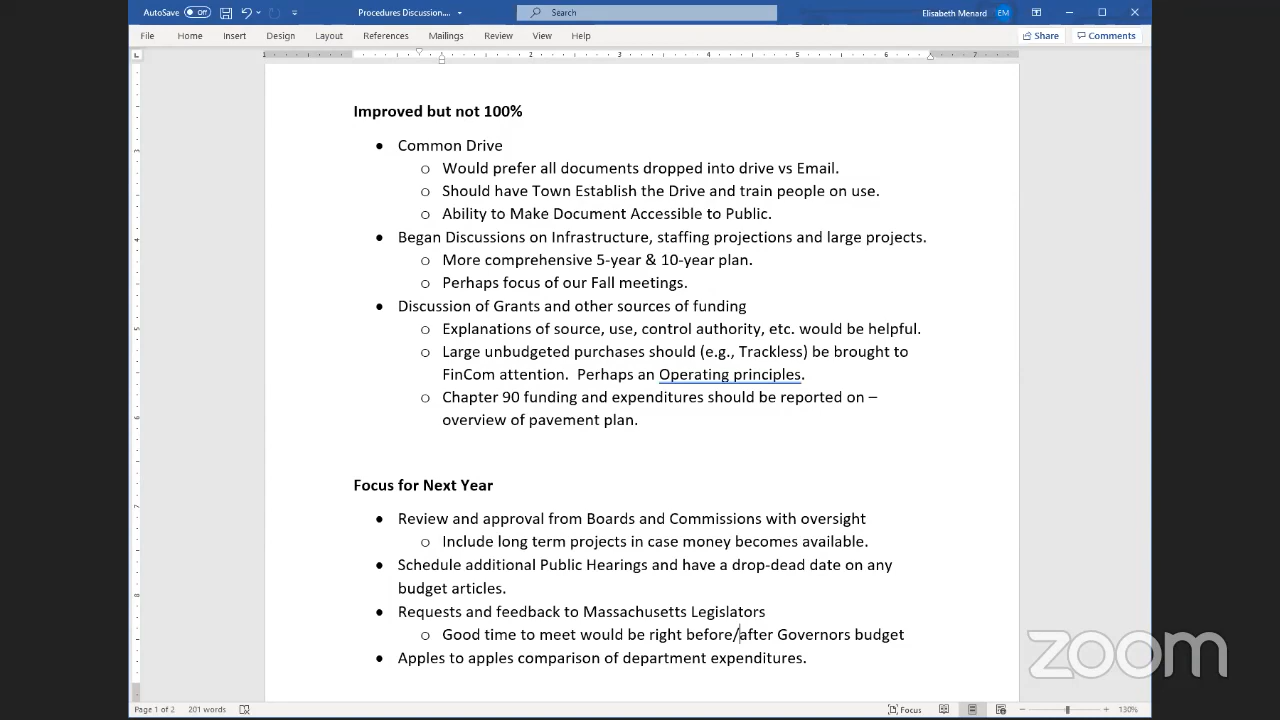 AutoSave Off Procedures Discussion.... Search Elisabeth Menard EM
File Home Insert Design Layout References Mailings Review View Help Share Comments
1 1 2 3 4 5 6 7
Improved but not 100%
• Common Drive
o Would prefer all documents dropped into drive vs Email.
o Should have Town Establish the Drive and train people on use.
o Ability to Make Document Accessible to Public.
• Began Discussions on Infrastructure, staffing projections and large projects.
o More comprehensive 5-year & 10-year plan.
o Perhaps focus of our Fall meetings.
• Discussion of Grants and other sources of funding
o Explanations of source, use, control authority, etc. would be helpful.
o Large unbudgeted purchases should (e.g., Trackless) be brought to
FinCom attention.  Perhaps an Operating principles.
o Chapter 90 funding and expenditures should be reported on –
overview of pavement plan.
Focus for Next Year
• Review and approval from Boards and Commissions with oversight
o Include long term projects in case money becomes available.
• Schedule additional Public Hearings and have a drop-dead date on any
budget articles.
• Requests and feedback to Massachusetts Legislators
o Good time to meet would be right before/after Governors budget
• Apples to apples comparison of department expenditures.
zoom
Page 1 of 2 201 words Focus 130%